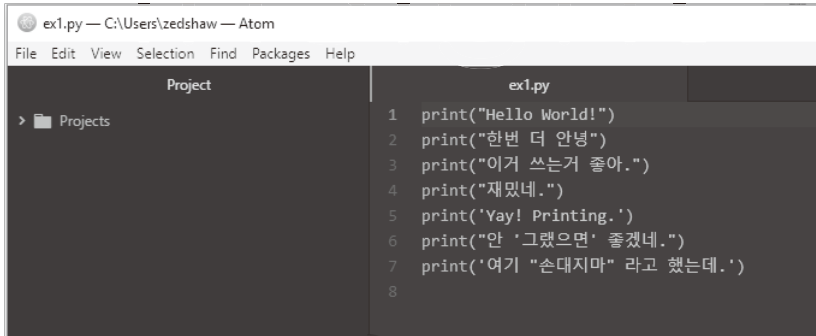 ex1.py — C:\Users\zedshaw — Atom
File Edit View Selection Find Packages Help
Project
Projects
ex1.py
1 print("Hello World!")
2 print("한번 더 안녕")
3 print("이거 쓰는거 좋아.")
4 print("재밌네.")
5 print('Yay! Printing.')
6 print("안 '그랬으면' 좋겠네.")
7 print('여기 "손대지마" 라고 했는데.')
8